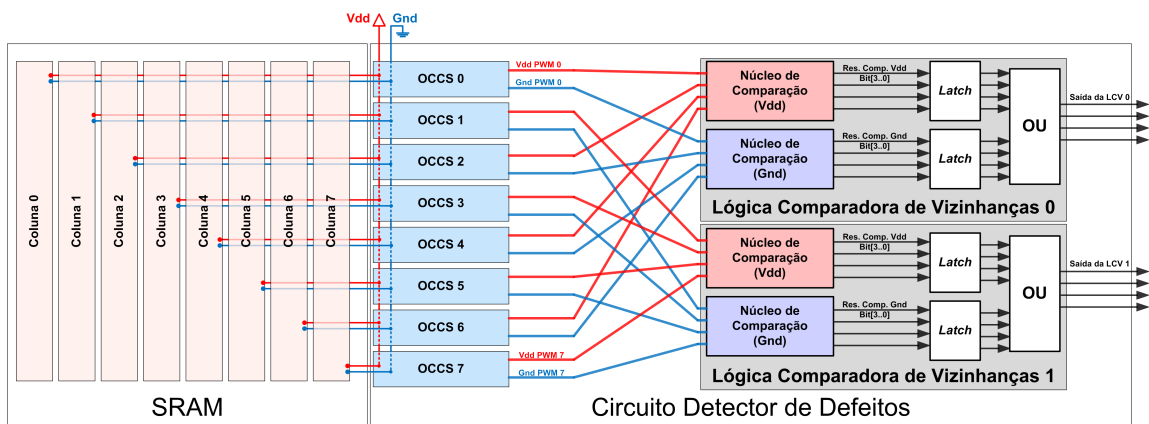 Vdd
Gnd
Coluna 0
Coluna 1
Coluna 2
Coluna 3
Coluna 4
Coluna 5
Coluna 6
Coluna 7
SRAM
OCCS 0
OCCS 1
OCCS 2
OCCS 3
OCCS 4
OCCS 5
OCCS 6
OCCS 7
Vdd PWM 0
Gnd PWM 0
Vdd PWM 7
Gnd PWM 7
Núcleo de
Comparação
(Vdd)
Res. Comp. Vdd
Bit[3..0]
Latch
Núcleo de
Comparação
(Gnd)
Res. Comp. Gnd
Bit[3..0]
Latch
OU
Saída da LCV 0
Lógica Comparadora de Vizinhanças 0
Núcleo de
Comparação
(Vdd)
Res. Comp. Vdd
Bit[3..0]
Latch
Núcleo de
Comparação
(Gnd)
Res. Comp. Gnd
Bit[3..0]
Latch
OU
Saída da LCV 1
Lógica Comparadora de Vizinhanças 1
Circuito Detector de Defeitos